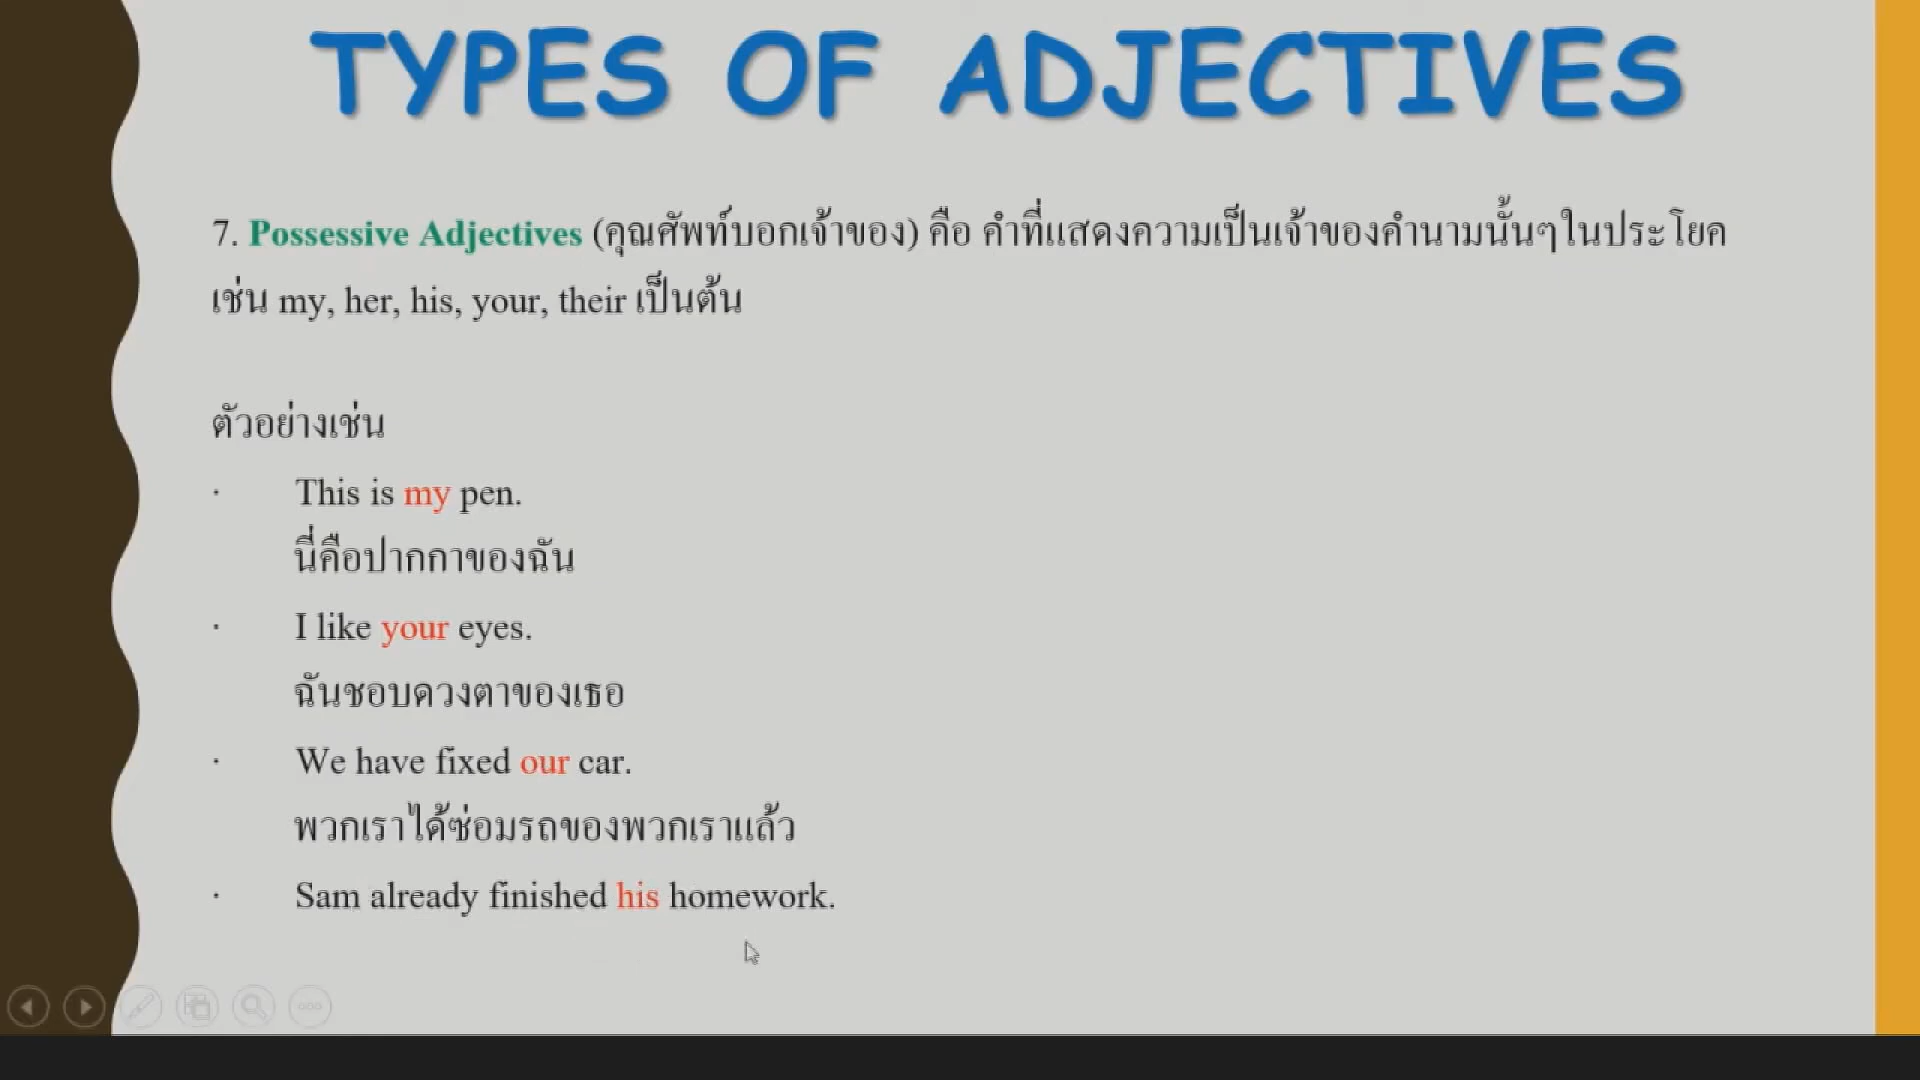 TYPES OF ADJECTIVES
7. Possessive Adjectives (คุณศัพท์บอกเจ้าของ) คือ คำที่แสดงความเป็นเจ้าของคำนามนั้นๆในประโยค
เช่น my, her, his, your, their เป็นต้น
ตัวอย่างเช่น
· This is my pen.
นี่คือปากกาของฉัน
· I like your eyes.
ฉันชอบดวงตาของเธอ
· We have fixed our car.
พวกเราได้ซ่อมรถของพวกเราแล้ว
· Sam already finished his homework.